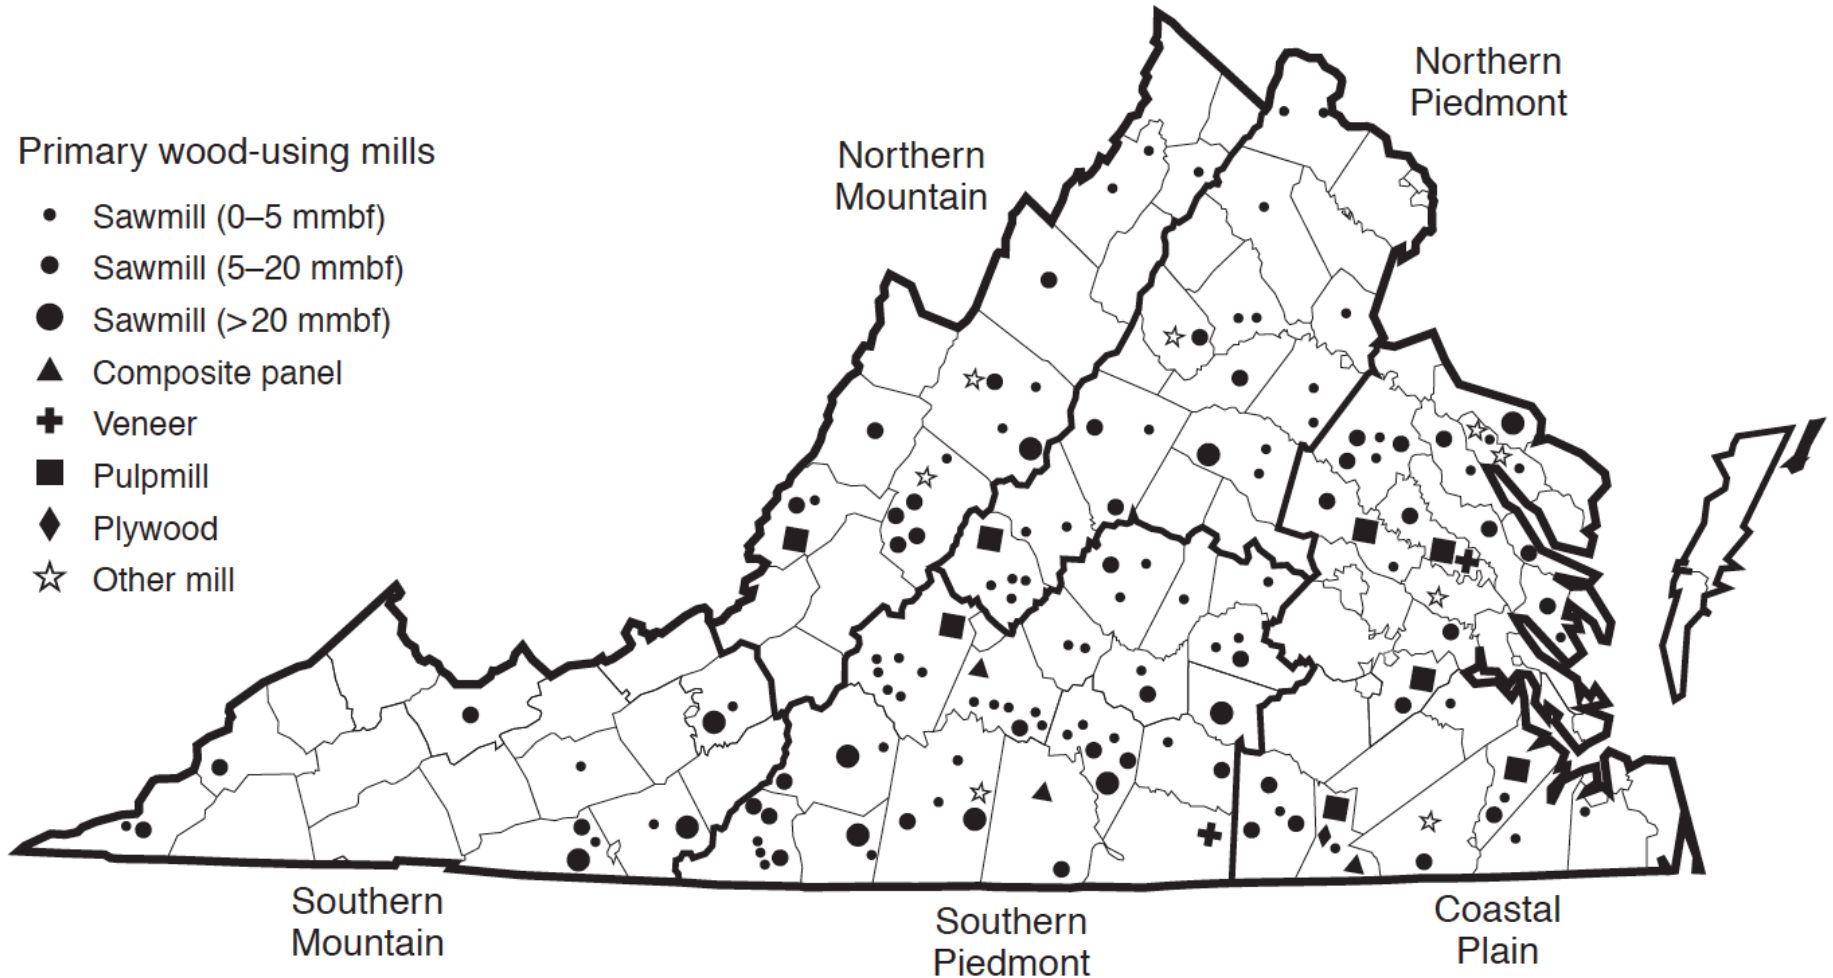 Northern
Piedmont
Northern
Mountain
Primary wood-using mills
Sawmill (0–5 mmbf)
Sawmill (5–20 mmbf)
Sawmill (>20 mmbf)
Composite panel
Veneer
Pulpmill
Plywood
Other mill
Southern
Mountain
Southern
Piedmont
Coastal
Plain